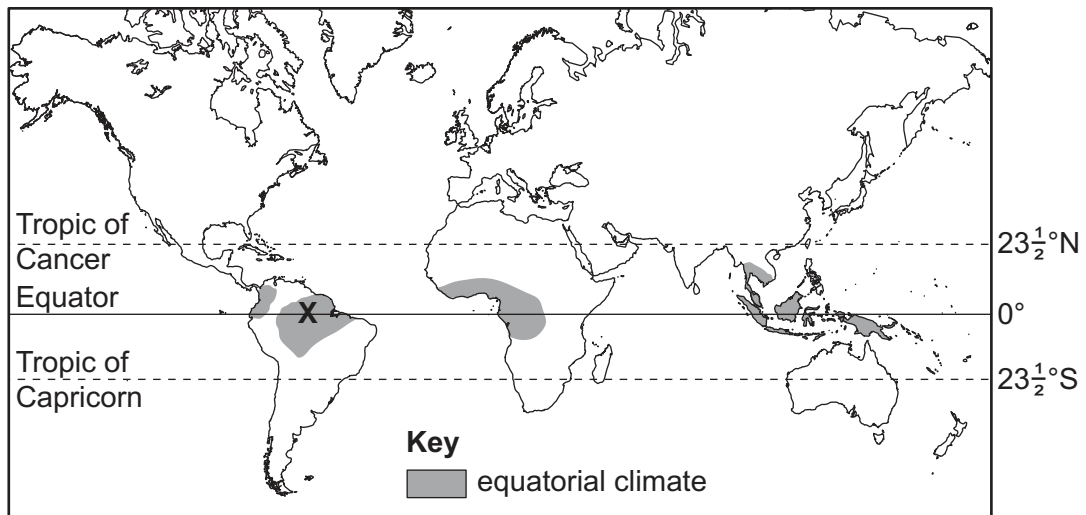 Tropic of
Cancer
23½°N
Equator
X
0°
Tropic of
Capricorn
23½°S
Key
equatorial climate